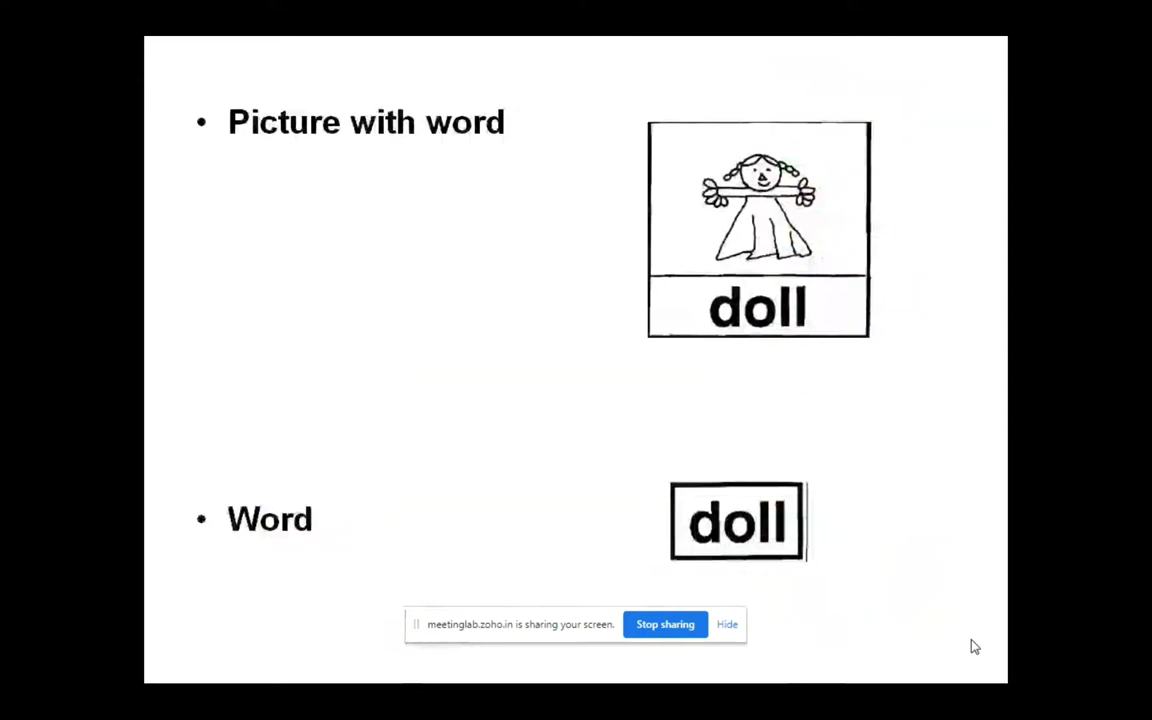 • Picture with word
doll
• Word
doll
meetinglab.zoho.in is sharing your screen. Stop sharing Hide